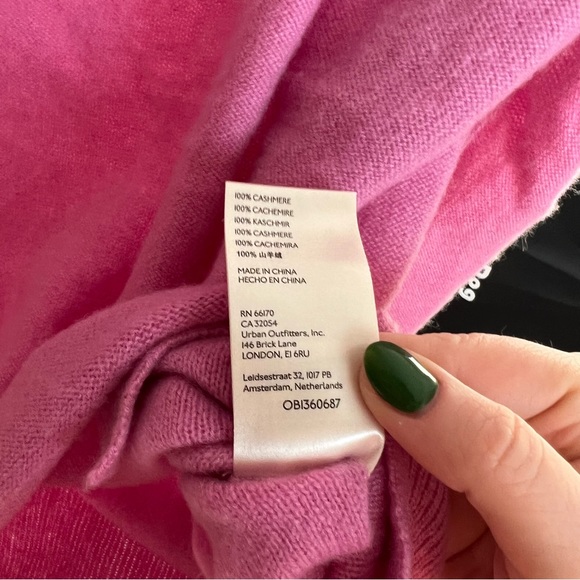 100% CASHMERE
100% CACHEMIRE
100% KASCHMIR
100% CASHMERE
100% CACHEMIRA
100% 山羊绒
MADE IN CHINA
HECHO EN CHINA
RN 66170
CA 32054
Urban Outfitters, Inc.
146 Brick Lane
LONDON, E1 6RU
Leidsestraat 32, 1017 PB
Amsterdam, Netherlands
OB1360687